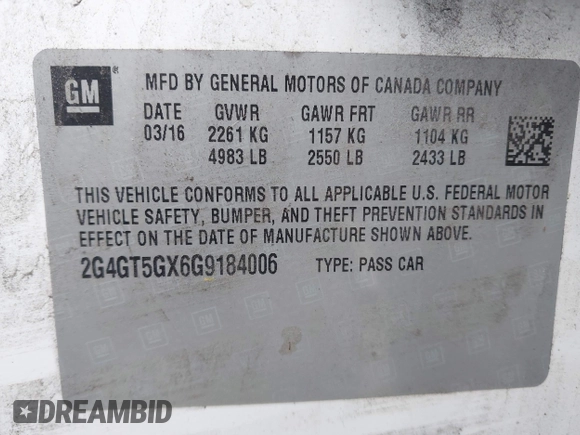 GM
MFD BY GENERAL MOTORS OF CANADA COMPANY
DATE GVWR GAWR FRT GAWR RR
03/16 2261 KG 1157 KG 1104 KG
4983 LB 2550 LB 2433 LB
THIS VEHICLE CONFORMS TO ALL APPLICABLE U.S. FEDERAL MOTOR
VEHICLE SAFETY, BUMPER, AND THEFT PREVENTION STANDARDS IN
EFFECT ON THE DATE OF MANUFACTURE SHOWN ABOVE.
2G4GT5GX6G9184006 TYPE: PASS CAR
DREAMBID